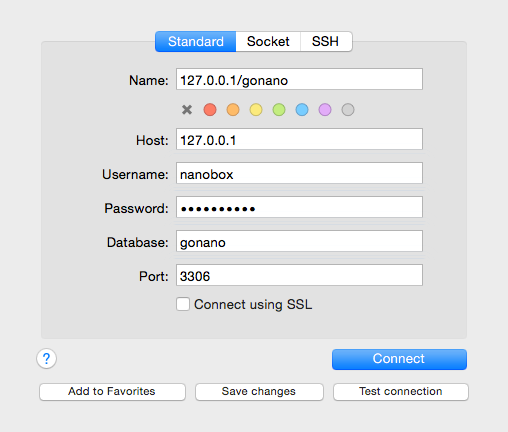 Standard Socket SSH
Name: 127.0.0.1/gonano
Host: 127.0.0.1
Username: nanobox
Password: ••••••••••
Database: gonano
Port: 3306
Connect using SSL
? Connect
Add to Favorites Save changes Test connection